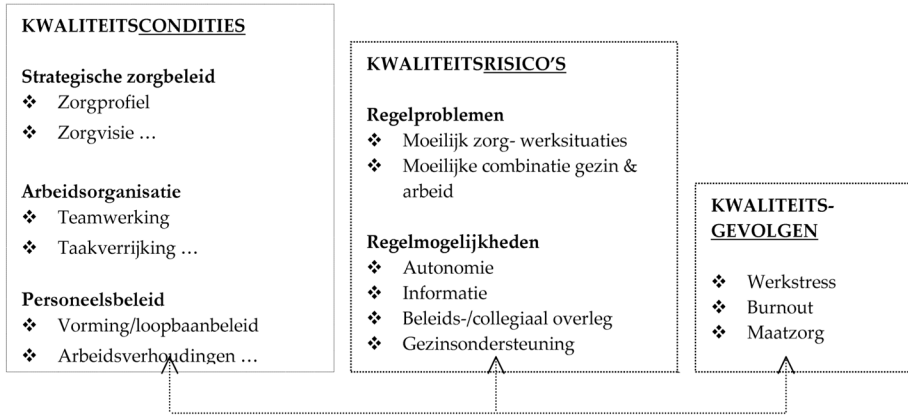 KWALITEITSCONDITIES
Strategische zorgbeleid
❖ Zorgprofiel
❖ Zorgvisie …
Arbeidsorganisatie
❖ Teamwerking
❖ Taakverrijking …
Personeelsbeleid
❖ Vorming/loopbaanbeleid
❖ Arbeidsverhoudingen …
KWALITEITSRISICO'S
Regelproblemen
❖ Moeilijk zorg- werksituaties
❖ Moeilijke combinatie gezin &
arbeid
Regelmogelijkheden
❖ Autonomie
❖ Informatie
❖ Beleids-/collegiaal overleg
❖ Gezinsondersteuning
KWALITEITS-
GEVOLGEN
❖ Werkstress
❖ Burnout
❖ Maatzorg